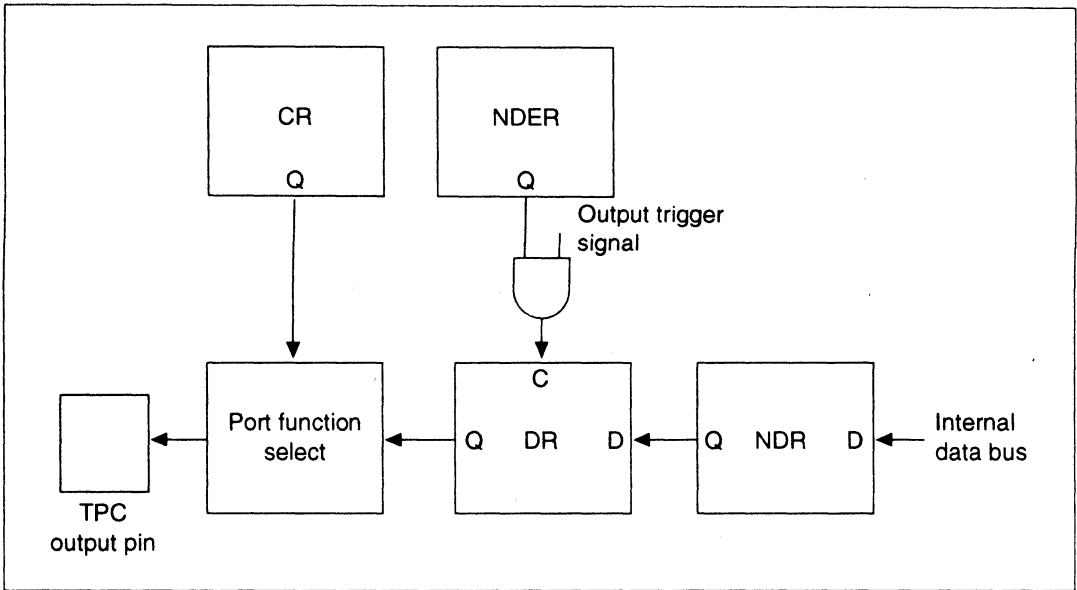 CR
Q
NDER
Q
Output trigger
signal
C
Port function
select
Q DR D
Q NDR D
Internal
data bus
TPC
output pin